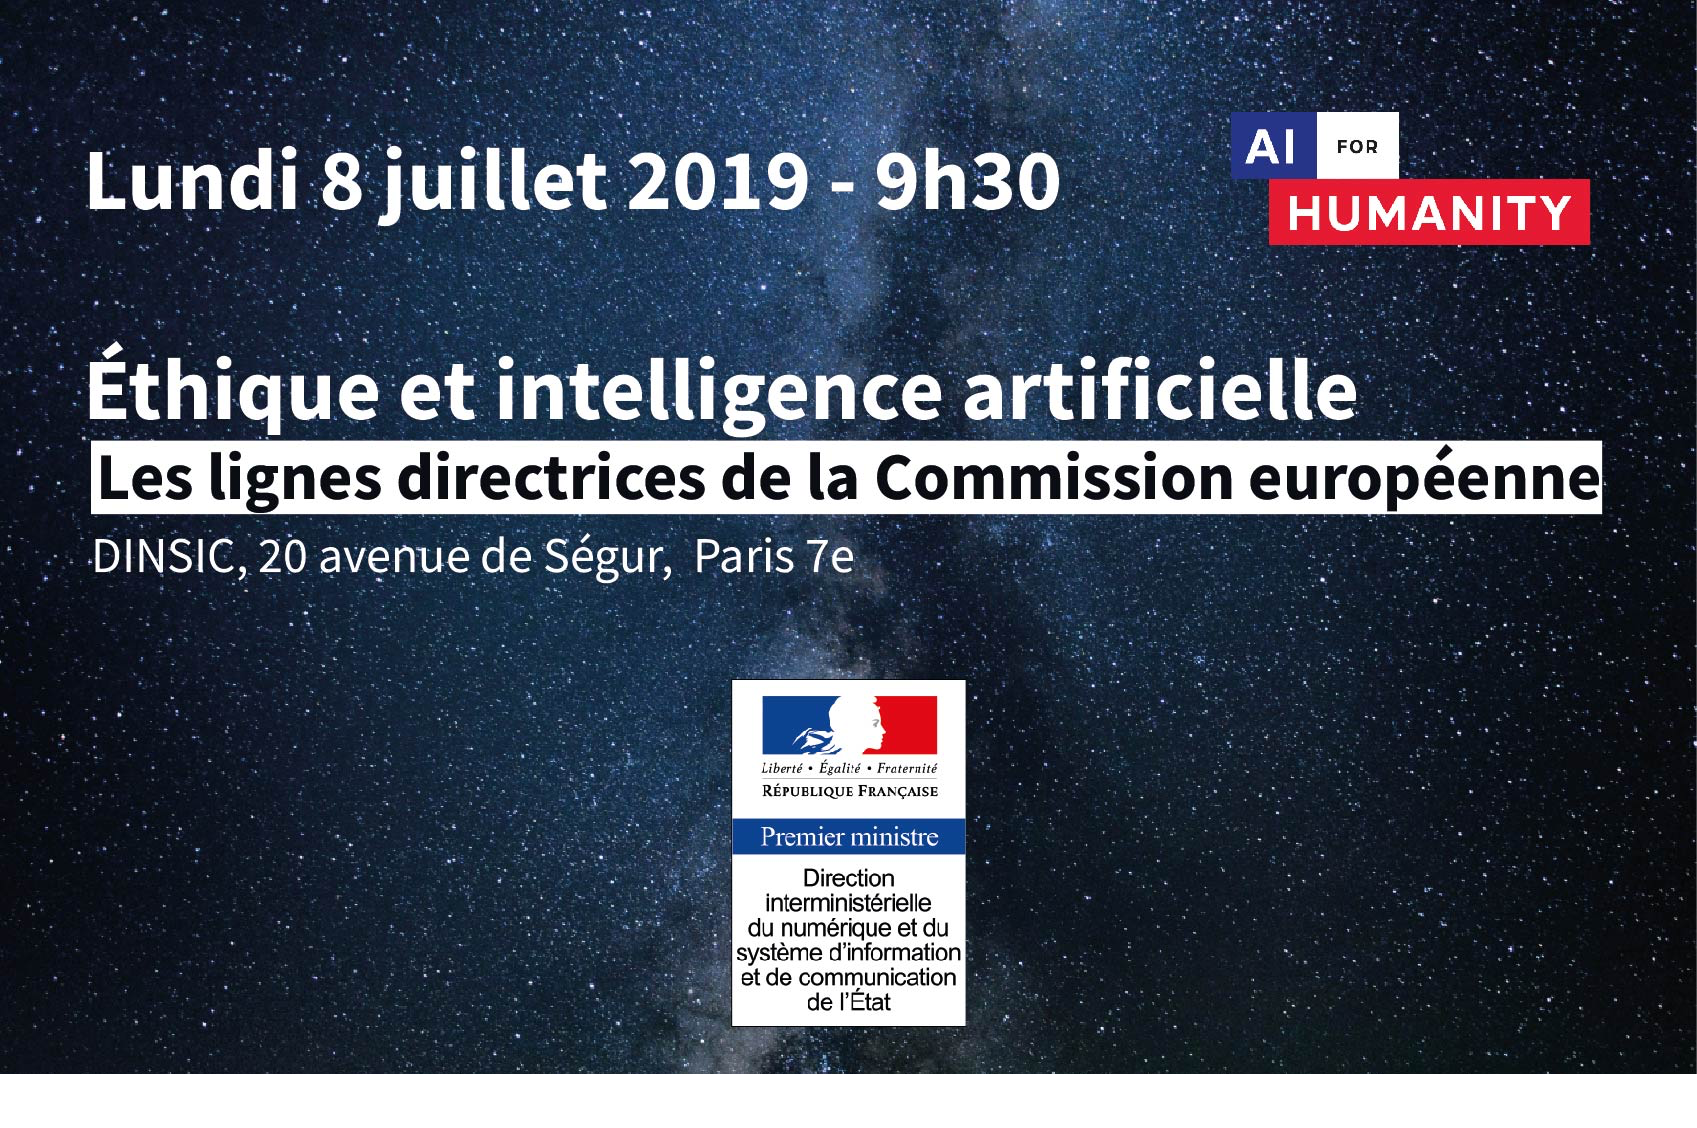 Lundi 8 juillet 2019 - 9h30
AI FOR
HUMANITY
Éthique et intelligence artificielle
Les lignes directrices de la Commission européenne
DINSIC, 20 avenue de Ségur, Paris 7e
Liberté • Égalité • Fraternité
RÉPUBLIQUE FRANÇAISE
Premier ministre
Direction
interministérielle
du numérique et du
système d'information
et de communication
de l'État